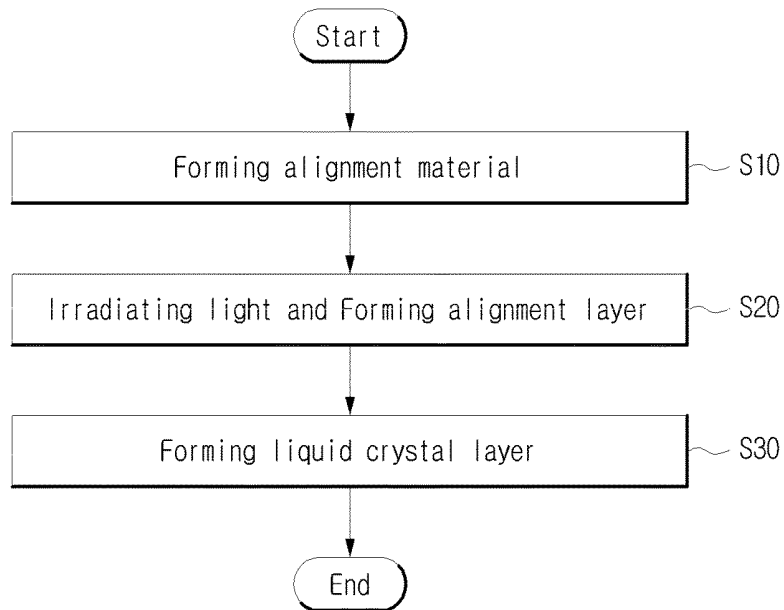 Start
Forming alignment material
S10
Irradiating light and Forming alignment layer
S20
Forming liquid crystal layer
S30
End